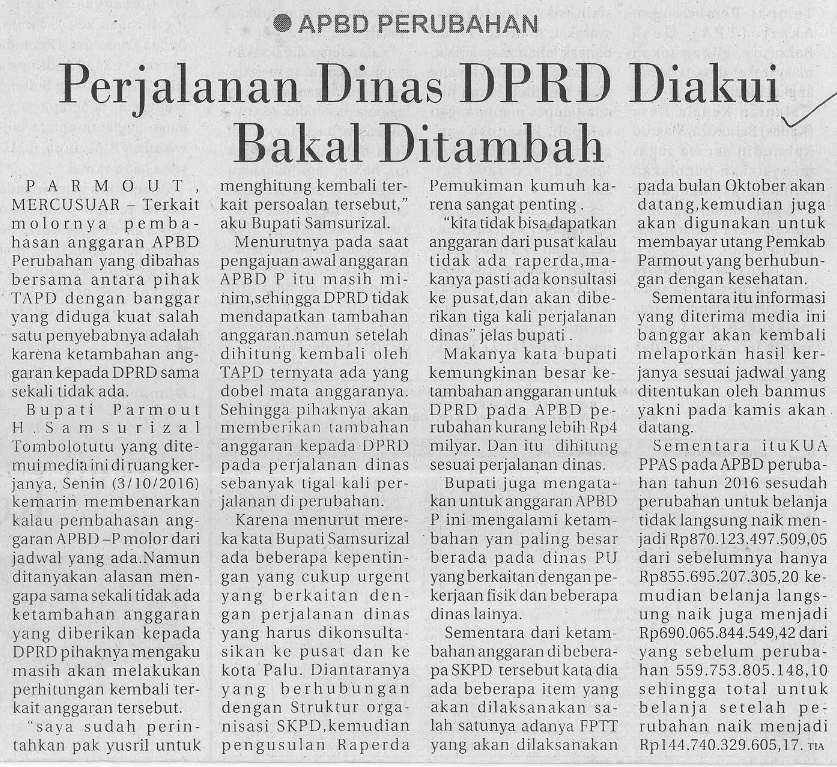 ● APBD PERUBAHAN
Perjalanan Dinas DPRD Diakui
Bakal Ditambah
PARMOUT,
MERCUSUAR – Terkait
molornya pemba-
hasan anggaran APBD
Perubahan yang dibahas
bersama antara pihak
TAPD dengan banggar
yang diduga kuat salah
satu penyebabnya adalah
karena ketambahan ang-
garan kepada DPRD sama
sekali tidak ada.
Bupati Parmout
H.Samsurizal
Tombolotutu yang dite-
mui media ini di ruang ker-
janya, Senin (3/10/2016)
kemarin membenarkan
kalau pembahasan ang-
garan APBD –P molor dari
jadwal yang ada.Namun
ditanyakan alasan men-
gapa sama sekali tidak ada
ketambahan anggaran
yang diberikan kepada
DPRD pihaknya mengaku
masih akan melakukan
perhitungan kembali ter-
kait anggaran tersebut.
“saya sudah perin-
tahkan pak yusril untuk
menghitung kembali ter-
kait persoalan tersebut,”
aku Bupati Samsurizal.
Menurutnya pada saat
pengajuan awal anggaran
APBD P itu masih mi-
nim,sehingga DPRD tidak
mendapatkan tambahan
anggaran.namun setelah
dihitung kembali oleh
TAPD ternyata ada yang
dobel mata anggaranya.
Sehingga pihaknya akan
memberikan tambahan
anggaran kepada DPRD
pada perjalanan dinas
sebanyak tigal kali per-
jalanan di perubahan.
Karena menurut mere-
ka kata Bupati Samsurizal
ada beberapa kepentin-
gan yang cukup urgent
yang berkaitan den-
gan perjalanan dinas
yang harus dikonsulta-
sikan ke pusat dan ke
kota Palu. Diantaranya
yang berhubungan
dengan Struktur orga-
nisasi SKPD,kemudian
pengusulan Raperda
Pemukiman kumuh ka-
rena sangat penting .
“kita tidak bisa dapatkan
anggaran dari pusat kalau
tidak ada raperda,ma-
kanya pasti ada konsultasi
ke pusat,dan akan dibe-
rikan tiga kali perjalanan
dinas” jelas bupati .
Makanya kata bupati
kemungkinan besar ke-
tambahan anggaran untuk
DPRD pada APBD pe-
rubahan kurang lebih Rp4
milyar. Dan itu dihitung
sesuai perjalanan dinas.
Bupati juga mengata-
kan untuk anggaran APBD
P ini mengalami ketam-
bahan yan paling besar
berada pada dinas PU
yang berkaitan dengan pe-
kerjaan fisik dan beberapa
dinas lainya.
Sementara dari ketam-
bahan anggaran di bebera-
pa SKPD tersebut kata dia
ada beberapa item yang
akan dilaksanakan sa-
lah satunya adanya FPTT
yang akan dilaksanakan
pada bulan Oktober akan
datang,kemudian juga
akan digunakan untuk
membayar utang Pemkab
Parmout yang berhubun-
gan dengan kesehatan.
Sementara itu informasi
yang diterima media ini
banggar akan kembali
melaporkan hasil ker-
janya sesuai jadwal yang
ditentukan oleh banmus
yakni pada kamis akan
datang.
Sementara ituKUA
PPAS pada APBD peruba-
han tahun 2016 sesudah
perubahan untuk belanja
tidak langsung naik men-
jadi Rp870.123.497.509,05
dari sebelumnya hanya
Rp855.695.207.305,20 ke-
mudian belanja langs-
ung naik juga menjadi
Rp690.065.844.549,42 dari
yang sebelum peruba-
han 559.753.805.148,10
sehingga total untuk
belanja setelah pe-
rubahan naik menjadi
Rp144.740.329.605,17. TIA